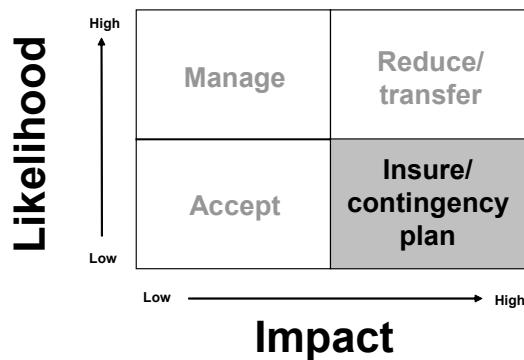 High
Manage
Reduce/
transfer
Likelihood
Accept
Insure/
contingency
plan
Low
Low
High
Impact